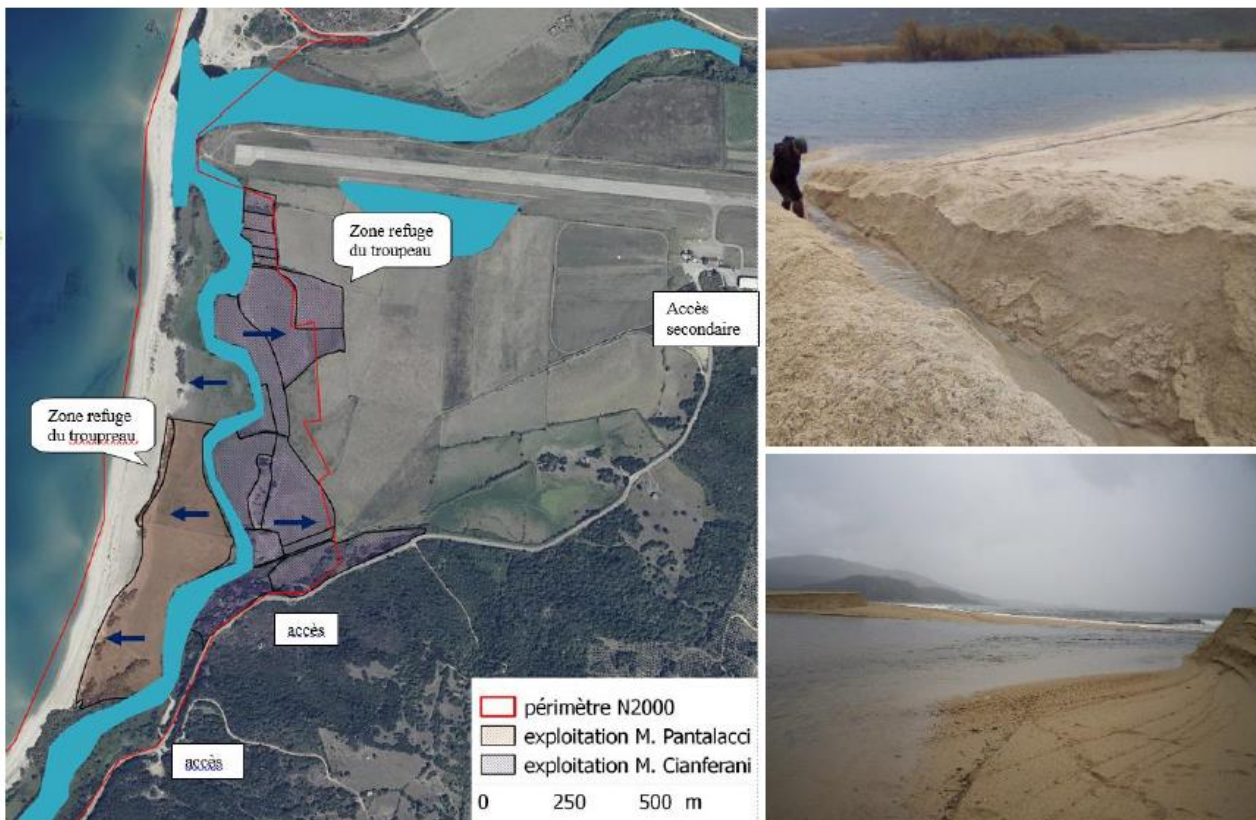 Zone refuge
du troupeau
Accès
secondaire
Zone refuge
du troupreau
accès
accès
périmètre N2000
exploitation M. Pantalacci
exploitation M. Cianferani
0 250 500 m